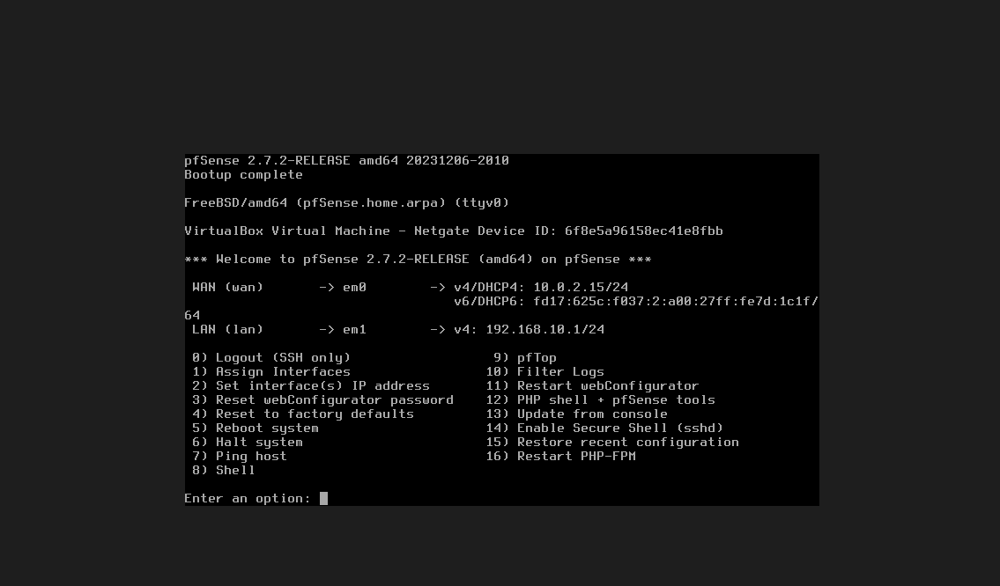 pfSense 2.7.2-RELEASE amd64 20231206-2010
Bootup complete
FreeBSD/amd64 (pfSense.home.arpa) (ttyv0)
VirtualBox Virtual Machine - Netgate Device ID: 6f8e5a96158ec41e8fbb
*** Welcome to pfSense 2.7.2-RELEASE (amd64) on pfSense ***
WAN (wan)       -> em0        -> v4/DHCP4: 10.0.2.15/24
v6/DHCP6: fd17:625c:f037:2:a00:27ff:fe7d:1c1f/
64
LAN (lan)       -> em1        -> v4: 192.168.10.1/24
0) Logout (SSH only)                  9) pfTop
1) Assign Interfaces                 10) Filter Logs
2) Set interface(s) IP address       11) Restart webConfigurator
3) Reset webConfigurator password    12) PHP shell + pfSense tools
4) Reset to factory defaults         13) Update from console
5) Reboot system                     14) Enable Secure Shell (sshd)
6) Halt system                       15) Restore recent configuration
7) Ping host                         16) Restart PHP-FPM
8) Shell
Enter an option: